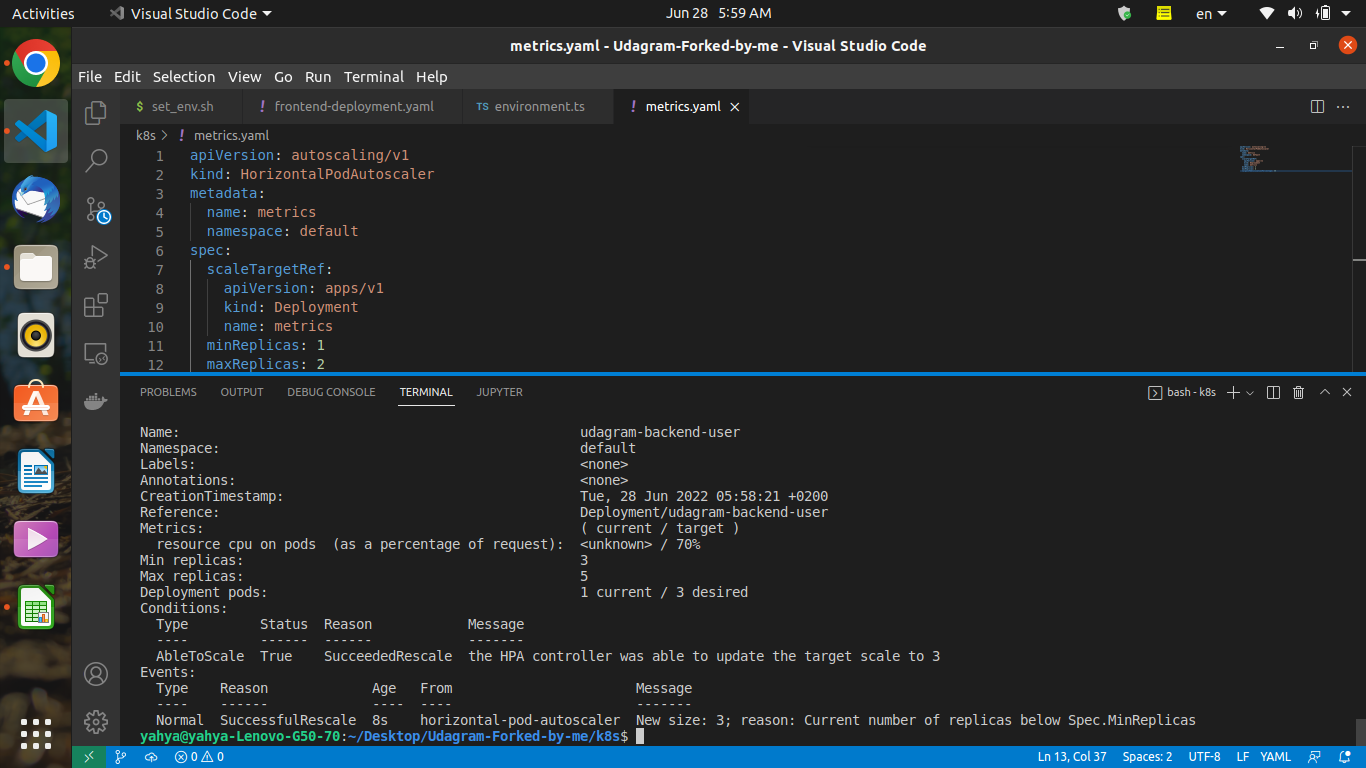 Activities
Visual Studio Code
Jun 28 5:59 AM
en
metrics.yaml - Udagram-Forked-by-me - Visual Studio Code
File Edit Selection View Go Run Terminal Help
$ set_env.sh
! frontend-deployment.yaml
TS environment.ts
! metrics.yaml
k8s > ! metrics.yaml
1 apiVersion: autoscaling/v1
2 kind: HorizontalPodAutoscaler
3 metadata:
4 name: metrics
5 namespace: default
6 spec:
7 scaleTargetRef:
8 apiVersion: apps/v1
9 kind: Deployment
10 name: metrics
11 minReplicas: 1
12 maxReplicas: 2
PROBLEMS OUTPUT DEBUG CONSOLE TERMINAL JUPYTER
bash - k8s
Name: udagram-backend-user
Namespace: default
Labels: <none>
Annotations: <none>
CreationTimestamp: Tue, 28 Jun 2022 05:58:21 +0200
Reference: Deployment/udagram-backend-user
Metrics: ( current / target )
resource cpu on pods (as a percentage of request): <unknown> / 70%
Min replicas: 3
Max replicas: 5
Deployment pods: 1 current / 3 desired
Conditions:
Type Status Reason Message
---- ------ ------ -------
AbleToScale True SucceededRescale the HPA controller was able to update the target scale to 3
Events:
Type Reason Age From Message
---- ------ ---- ---- -------
Normal SuccessfulRescale 8s horizontal-pod-autoscaler New size: 3; reason: Current number of replicas below Spec.MinReplicas
yahya@yahya-Lenovo-G50-70:~/Desktop/Udagram-Forked-by-me/k8s$
0 0
Ln 13, Col 37
Spaces: 2
UTF-8
LF
YAML